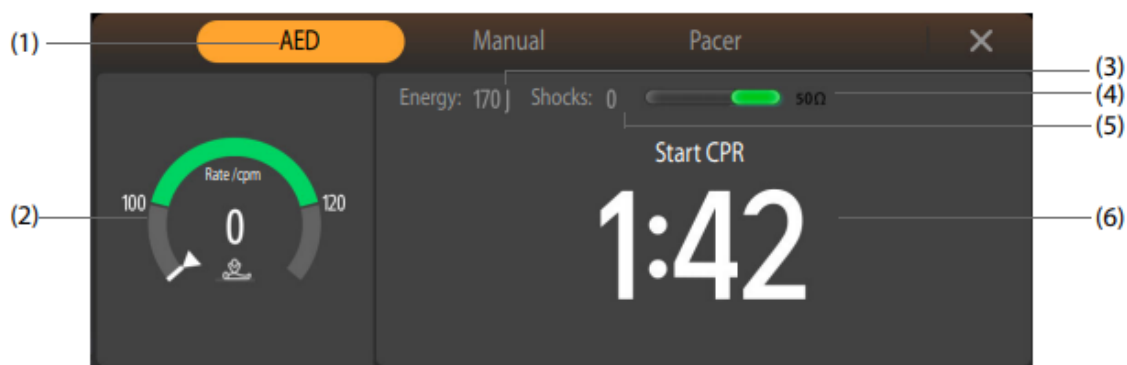 (1) AED Manual Pacer ×
(3)
Energy: 170 J Shocks: 0 50Ω (4)
(5)
Start CPR
Rate /cpm
(2) 100 120
0
1:42 (6)